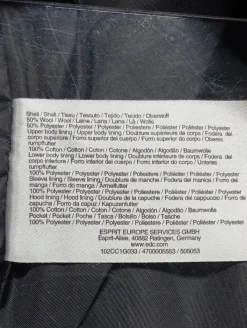 Shell / Shell / Tissu / Tessuto / Tejido / Tecido / Oberstoff
50% Wool / Wool / Laine / Lana / Lana / Lã / Wolle
50% Polyester / Polyester / Polyester / Poliestere / Poliéster / Poliéster / Polyester
Upper body lining / Upper body lining / Doublure supérieure de corps / Fodera del
corpo superiore / Forro superior do corpo / Oberes
rumpffutter
100% Cotton / Cotton / Coton / Cotone / Algodón / Algodão / Baumwolle
Lower body lining / Lower body lining / Doublure inférieure de corps / Fodera del
corpo inferiore / Forro inferior del cuerpo / Forro inferior do corpo / Unteres
rumpffutter
100% Polyester / Polyester / Polyester / Poliestere / Poliéster / Poliéster / Polyester
Sleeve lining / Sleeve lining / Doublure de manche / Fodera del manica / Forro del
manga / Forro da manga / Ärmelfutter
100% Polyester / Polyester / Polyester / Poliestere / Poliéster / Poliéster / Polyester
Hood lining / Hood lining / Doublure du capuchon / Fodera del cappuccio / Forro de
la capucha / Forro da capuz / Kapuzenfutter
100% Cotton / Cotton / Coton / Cotone / Algodón / Algodão / Baumwolle
Pocket / Pocket / Poche / Tasca / Bolsillo / Bolso / Tasche
100% Polyester / Polyester / Polyester / Poliestere / Poliéster / Poliéster / Polyester
ESPRIT EUROPE SERVICES GMBH
Esprit-Allee, 40882 Ratingen, Germany
www.edc.com
102CC1G033 / 4700005553 / 505053